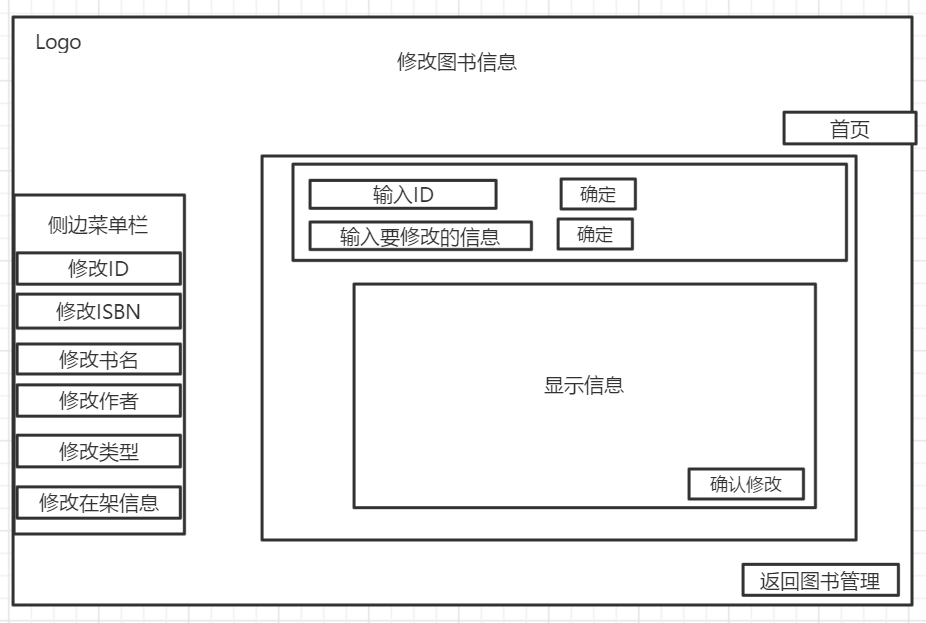 Logo
修改图书信息
首页
侧边菜单栏
修改ID
修改ISBN
修改书名
修改作者
修改类型
修改在架信息
输入ID
确定
输入要修改的信息
确定
显示信息
确认修改
返回图书管理